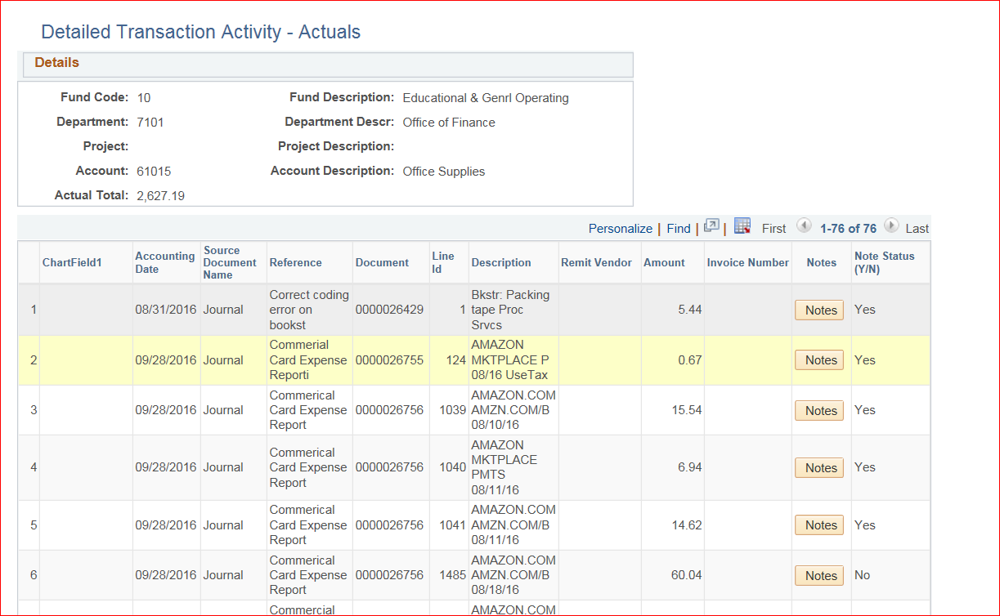 Detailed Transaction Activity - Actuals
Details
Fund Code: 10 Fund Description: Educational & Genrl Operating
Department: 7101 Department Descr: Office of Finance
Project: Project Description:
Account: 61015 Account Description: Office Supplies
Actual Total: 2,627.19
Personalize | Find | | First 1-76 of 76 Last
ChartField1 Accounting Date Source Document Name Reference Document Line Id Description Remit Vendor Amount Invoice Number Notes Note Status (Y/N)
1 08/31/2016 Journal Correct coding error on bookst 0000026429 1 Bkstr: Packing tape Proc Srvcs 5.44 Notes Yes
2 09/28/2016 Journal Commerial Card Expense Reporti 0000026755 124 AMAZON MKTPLACE P 08/16 UseTax 0.67 Notes Yes
3 09/28/2016 Journal Commerical Card Expense Report 0000026756 1039 AMAZON.COM AMZN.COM/B 08/10/16 15.54 Notes Yes
4 09/28/2016 Journal Commerical Card Expense Report 0000026756 1040 AMAZON MKTPLACE PMTS 08/11/16 6.94 Notes Yes
5 09/28/2016 Journal Commerical Card Expense Report 0000026756 1041 AMAZON.COM AMZN.COM/B 08/11/16 14.62 Notes Yes
6 09/28/2016 Journal Commerical Card Expense Report 0000026756 1485 AMAZON.COM AMZN.COM/B 08/18/16 60.04 Notes No
Commercial AMAZON.COM